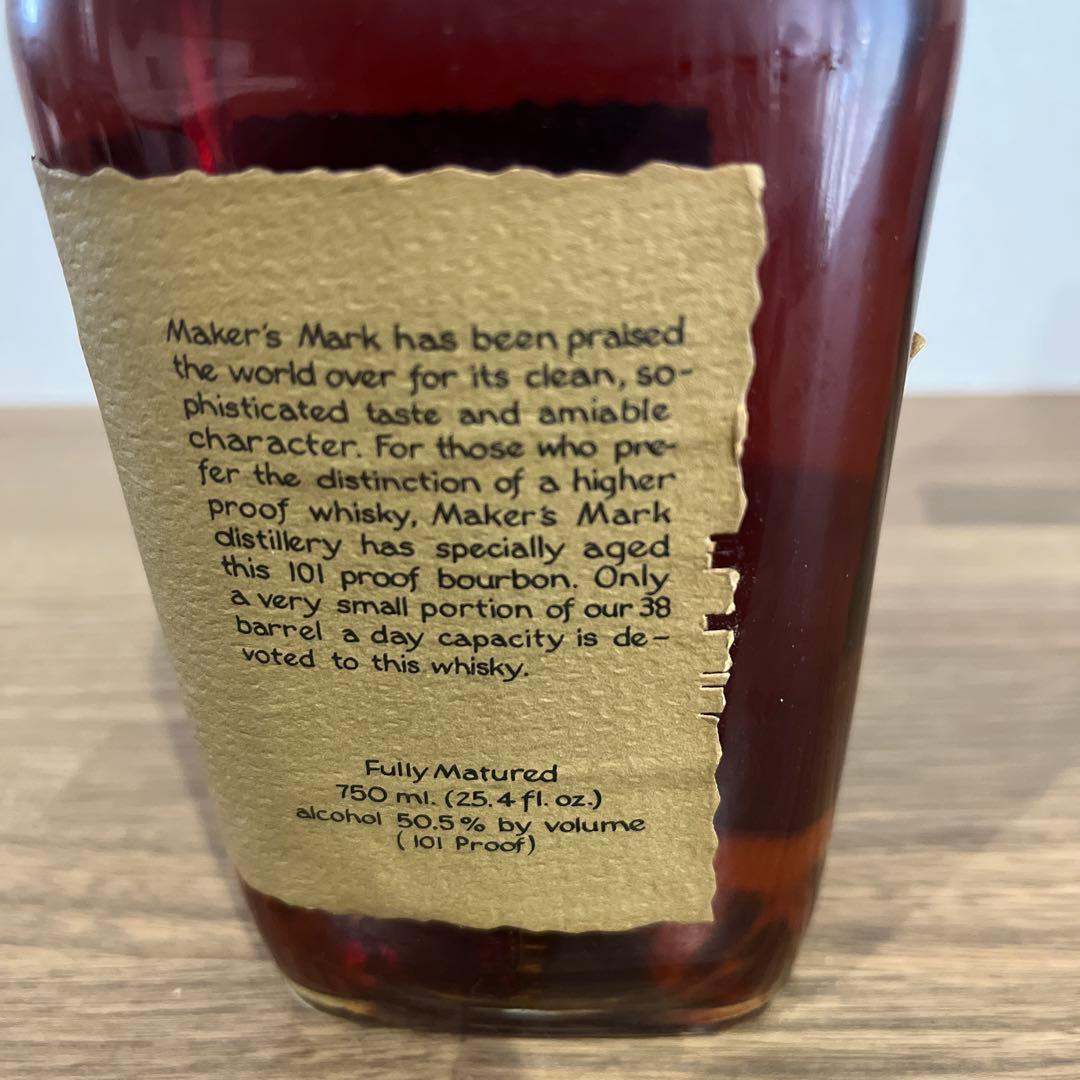 Maker's Mark has been praised
the world over for its clean, so-
phisticated taste and amiable
character. For those who pre-
fer the distinction of a higher
proof whisky, Maker's Mark
distillery has specially aged
this 101 proof bourbon. Only
a very small portion of our 38
barrel a day capacity is de-
voted to this whisky.
Fully Matured
750 ml. (25.4 fl. oz.)
alcohol 50.5% by volume
(101 Proof)